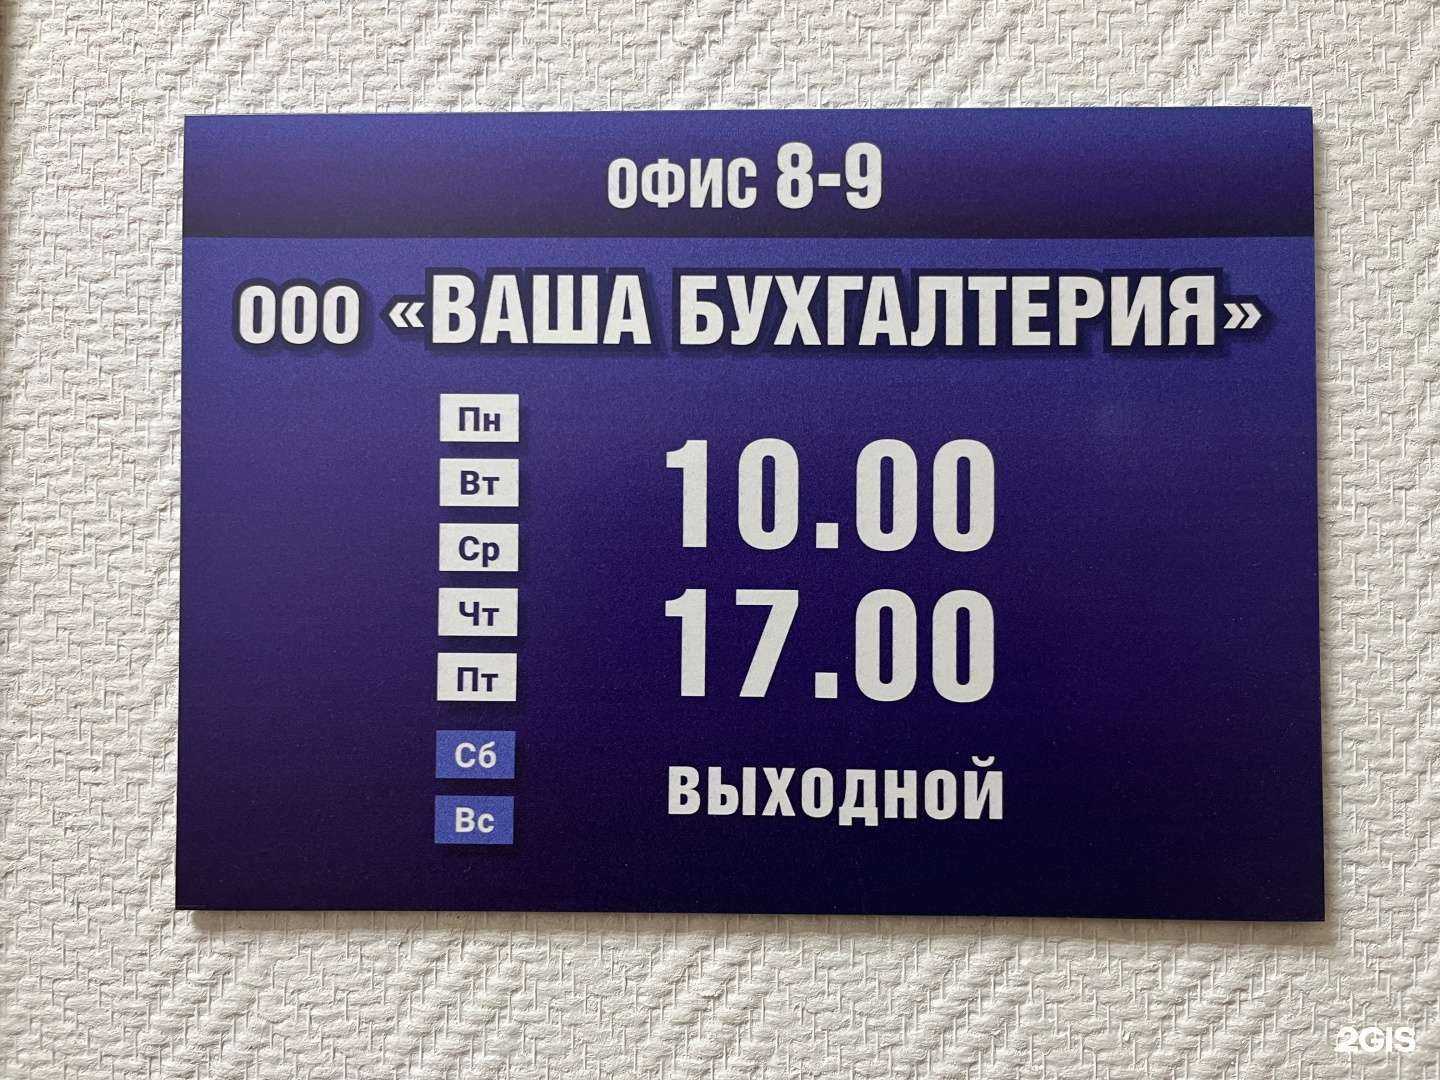 ОФИС 8-9
ООО «ВАША БУХГАЛТЕРИЯ»
Пн
Вт
Ср
Чт
Пт
10.00
17.00
Сб
Вс
ВЫХОДНОЙ
2GIS